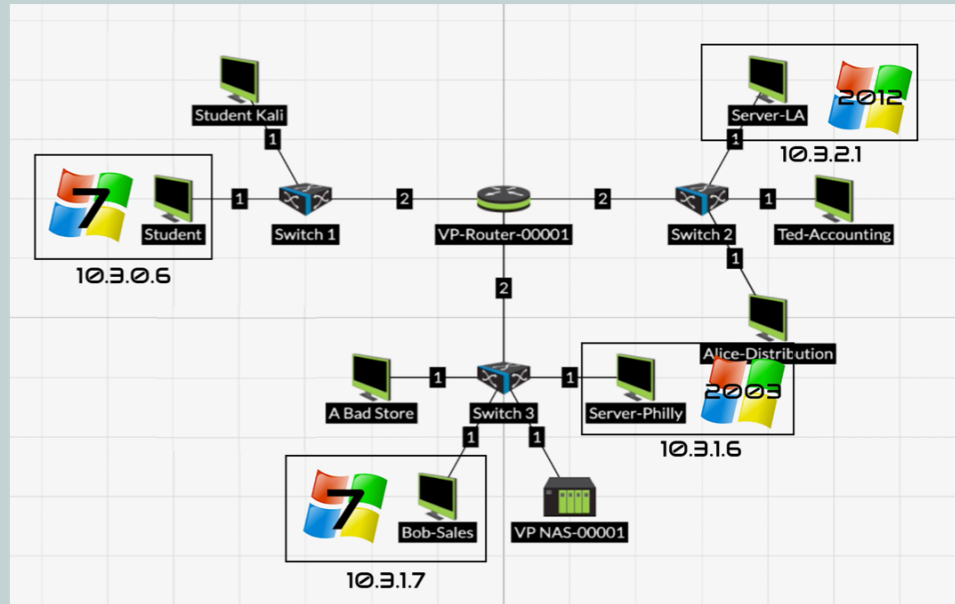 Student Kali
1
2012
Server-LA
1
10.3.2.1
7
Student
1
Switch 1
2
VP-Router-00001
2
Switch 2
1
Ted-Accounting
10.3.0.6
1
2
Alice-Distribution
A Bad Store
1
Switch 3
1
Server-Philly
2003
10.3.1.6
1
1
7
Bob-Sales
VP NAS-00001
10.3.1.7